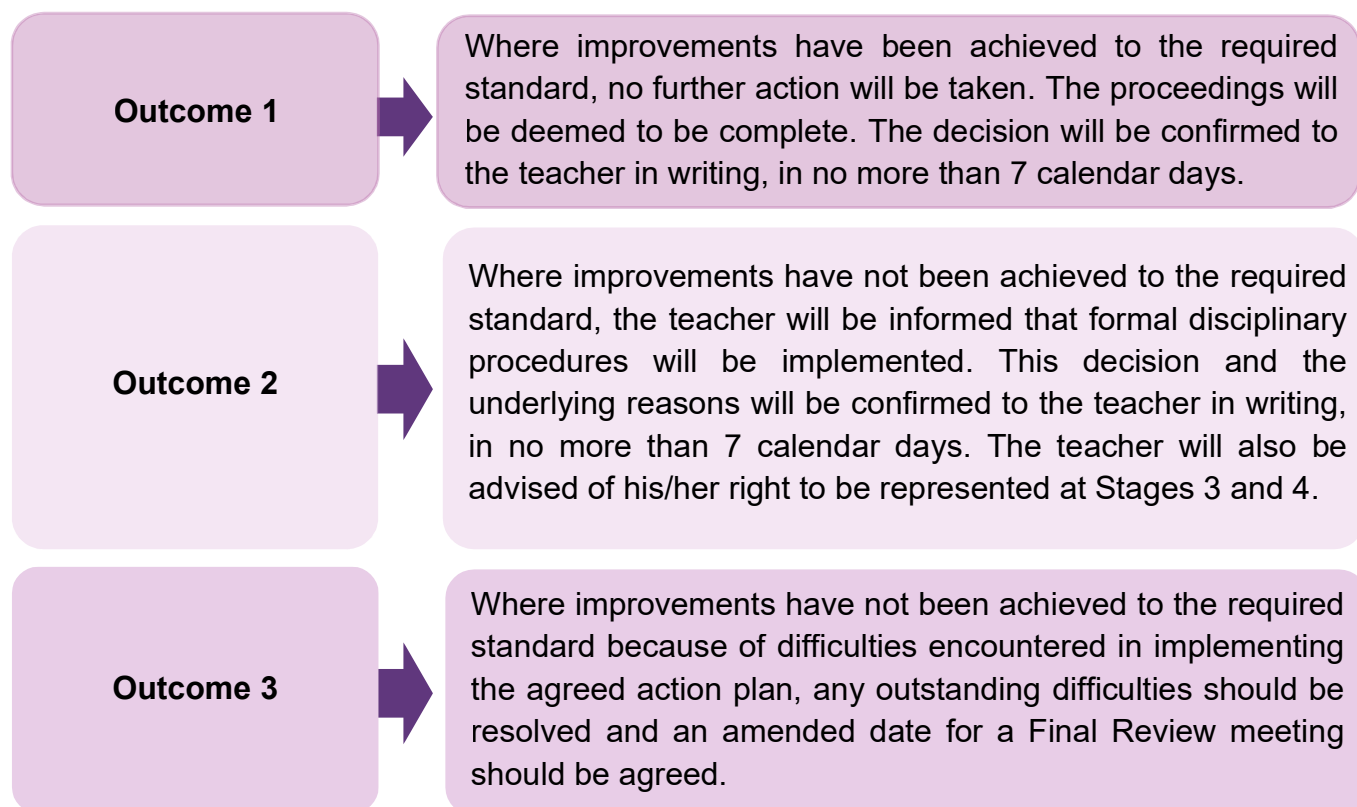 Outcome 1
Where improvements have been achieved to the required
standard, no further action will be taken. The proceedings will
be deemed to be complete. The decision will be confirmed to
the teacher in writing, in no more than 7 calendar days.
Outcome 2
Where improvements have not been achieved to the required
standard, the teacher will be informed that formal disciplinary
procedures will be implemented. This decision and the
underlying reasons will be confirmed to the teacher in writing,
in no more than 7 calendar days. The teacher will also be
advised of his/her right to be represented at Stages 3 and 4.
Outcome 3
Where improvements have not been achieved to the required
standard because of difficulties encountered in implementing
the agreed action plan, any outstanding difficulties should be
resolved and an amended date for a Final Review meeting
should be agreed.